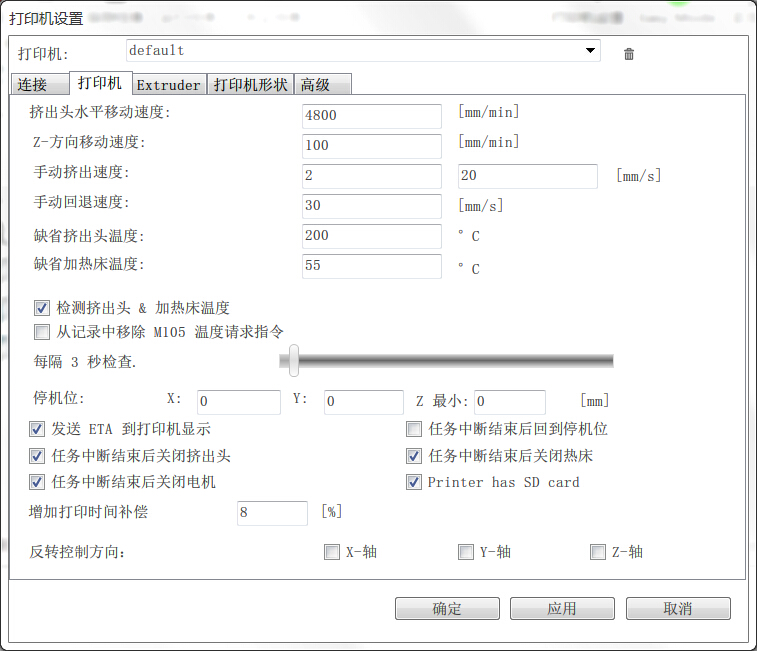 打印机设置
打印机: default
连接 打印机 Extruder 打印机形状 高级
挤出头水平移动速度: 4800 [mm/min]
Z-方向移动速度: 100 [mm/min]
手动挤出速度: 2 20 [mm/s]
手动回退速度: 30 [mm/s]
缺省挤出头温度: 200 ° C
缺省加热床温度: 55 ° C
检测挤出头 & 加热床温度
从记录中移除 M105 温度请求指令
每隔 3 秒检查.
停机位: X: 0 Y: 0 Z 最小: 0 [mm]
发送 ETA 到打印机显示 任务中断结束后回到停机位
任务中断结束后关闭挤出头 任务中断结束后关闭热床
任务中断结束后关闭电机 Printer has SD card
增加打印时间补偿 8 [%]
反转控制方向: X-轴 Y-轴 Z-轴
确定 应用 取消